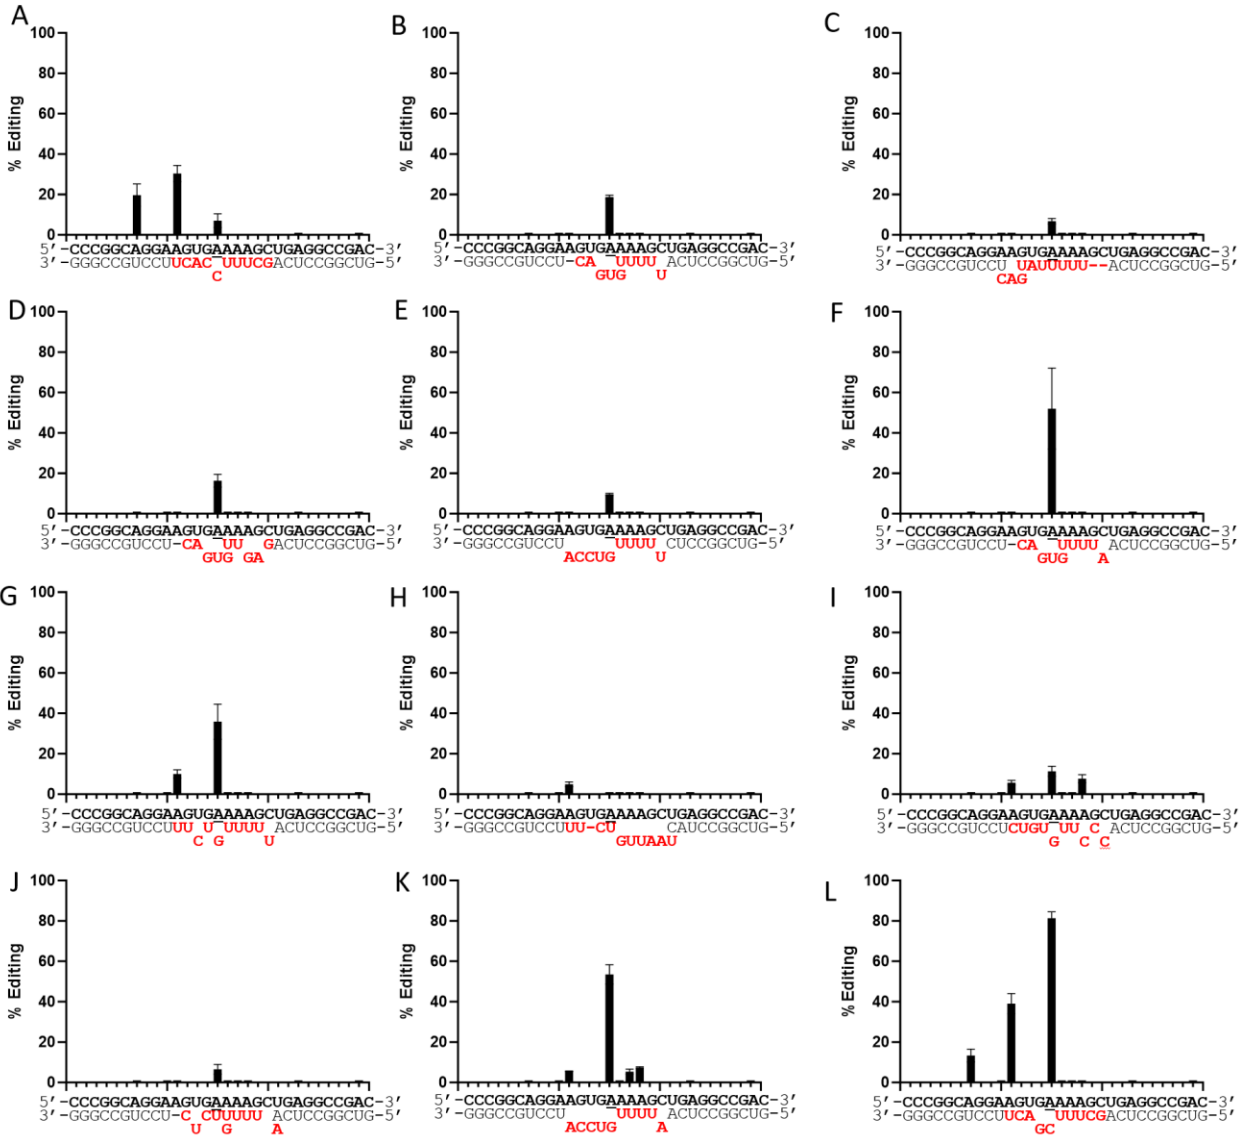 A
% Editing
100
80
60
40
20
0
5′-CCCGGCAGGAAGUGAAAAGCUGAGGCCGAC-3′
3′-GGGCCGUCCUUCAC UUUCGACUCCGGCUG-5′
C
B
% Editing
100
80
60
40
20
0
5′-CCCGGCAGGAAGUGAAAAGCUGAGGCCGAC-3′
3′-GGGCCGUCCU-CA UUUU ACUCCGGCUG-5′
GUG U
C
% Editing
100
80
60
40
20
0
5′-CCCGGCAGGAAGUGAAAAGCUGAGGCCGAC-3′
3′-GGGCCGUCCU UAUUUUU--ACUCCGGCUG-5′
CAG
D
% Editing
100
80
60
40
20
0
5′-CCCGGCAGGAAGUGAAAAGCUGAGGCCGAC-3′
3′-GGGCCGUCCU-CA UU GACUCCGGCUG-5′
GUG GA
E
% Editing
100
80
60
40
20
0
5′-CCCGGCAGGAAGUGAAAAGCUGAGGCCGAC-3′
3′-GGGCCGUCCU UUUU CUCCGGCUG-5′
ACCUG U
F
% Editing
100
80
60
40
20
0
5′-CCCGGCAGGAAGUGAAAAGCUGAGGCCGAC-3′
3′-GGGCCGUCCU-CA UUUU ACUCCGGCUG-5′
GUG A
G
% Editing
100
80
60
40
20
0
5′-CCCGGCAGGAAGUGAAAAGCUGAGGCCGAC-3′
3′-GGGCCGUCCUUU U UUUU ACUCCGGCUG-5′
C G U
H
% Editing
100
80
60
40
20
0
5′-CCCGGCAGGAAGUGAAAAGCUGAGGCCGAC-3′
3′-GGGCCGUCCUUU-CU CAUCCGGCUG-5′
GUUAAU
I
% Editing
100
80
60
40
20
0
5′-CCCGGCAGGAAGUGAAAAGCUGAGGCCGAC-3′
3′-GGGCCGUCCUCUGU UU C ACUCCGGCUG-5′
G C C
J
% Editing
100
80
60
40
20
0
5′-CCCGGCAGGAAGUGAAAAGCUGAGGCCGAC-3′
3′-GGGCCGUCCU-C CUUUUU ACUCCGGCUG-5′
U G A
K
% Editing
100
80
60
40
20
0
5′-CCCGGCAGGAAGUGAAAAGCUGAGGCCGAC-3′
3′-GGGCCGUCCU UUUU ACUCCGGCUG-5′
ACCUG A
L
% Editing
100
80
60
40
20
0
5′-CCCGGCAGGAAGUGAAAAGCUGAGGCCGAC-3′
3′-GGGCCGUCCUUCA UUUCGACUCCGGCUG-5′
GC